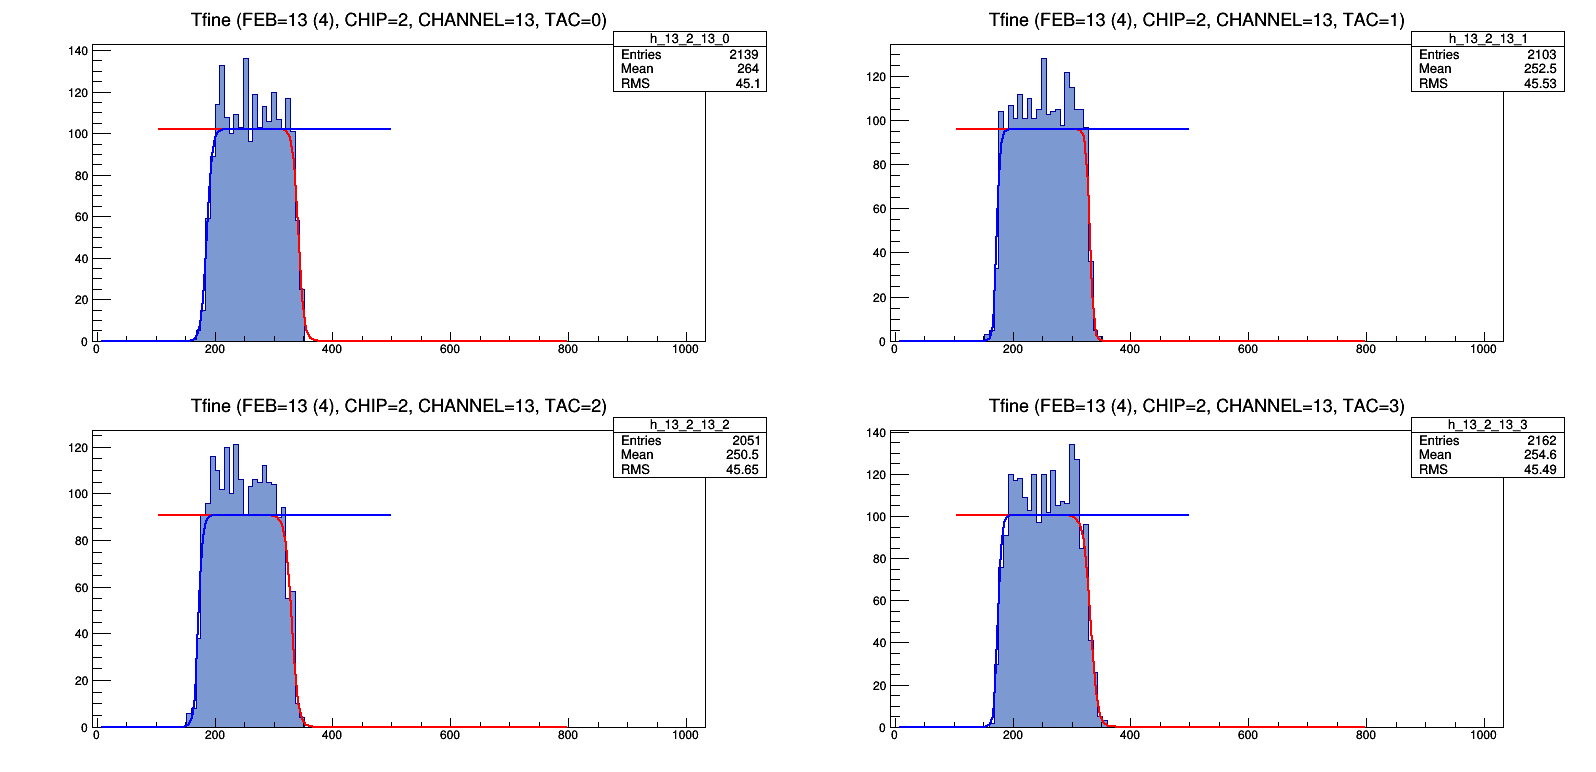 Tfine (FEB=13 (4), CHIP=2, CHANNEL=13, TAC=0)
h_13_2_13_0
Entries 2139
Mean 264
RMS 45.1
140
120
100
80
60
40
20
0
0 200 400 600 800 1000
Tfine (FEB=13 (4), CHIP=2, CHANNEL=13, TAC=1)
h_13_2_13_1
Entries 2103
Mean 252.5
RMS 45.53
120
100
80
60
40
20
0
0 200 400 600 800 1000
Tfine (FEB=13 (4), CHIP=2, CHANNEL=13, TAC=2)
h_13_2_13_2
Entries 2051
Mean 250.5
RMS 45.65
120
100
80
60
40
20
0
0 200 400 600 800 1000
Tfine (FEB=13 (4), CHIP=2, CHANNEL=13, TAC=3)
h_13_2_13_3
Entries 2162
Mean 254.6
RMS 45.49
140
120
100
80
60
40
20
0
0 200 400 600 800 1000